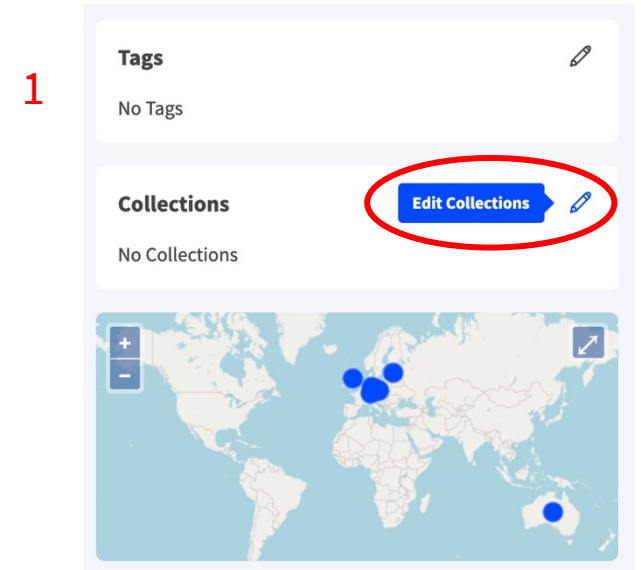 1
Tags
No Tags
Collections
Edit Collections
No Collections
+
−